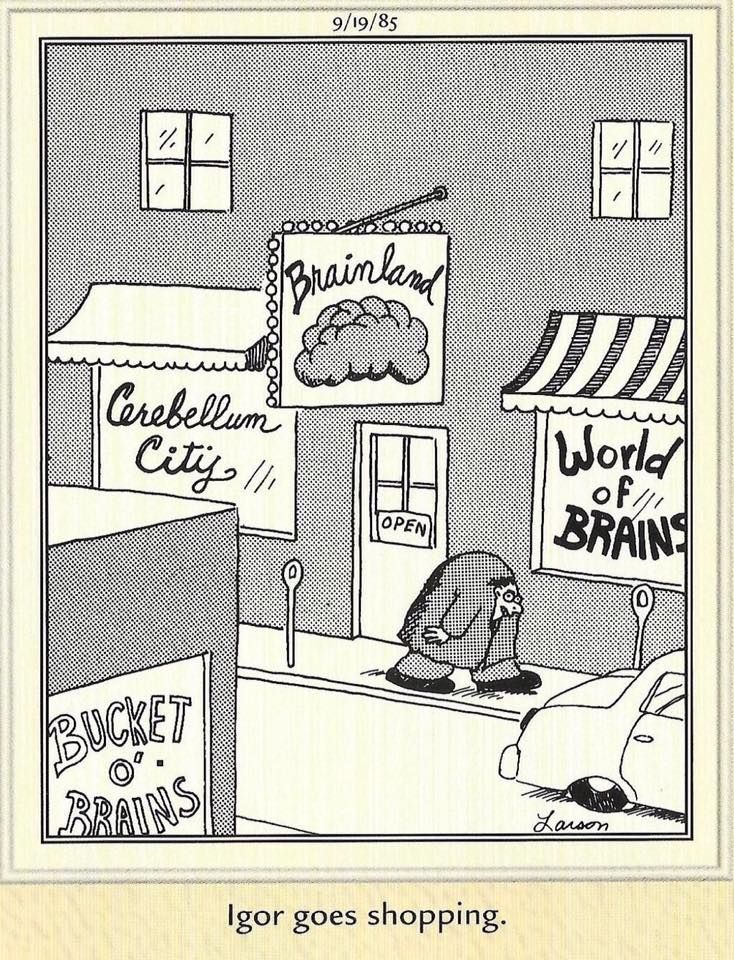 9/19/85
Brainland
Cerebellum
City
World
of
BRAINS
OPEN
BUCKET
O'
BRAINS
Larson
Igor goes shopping.